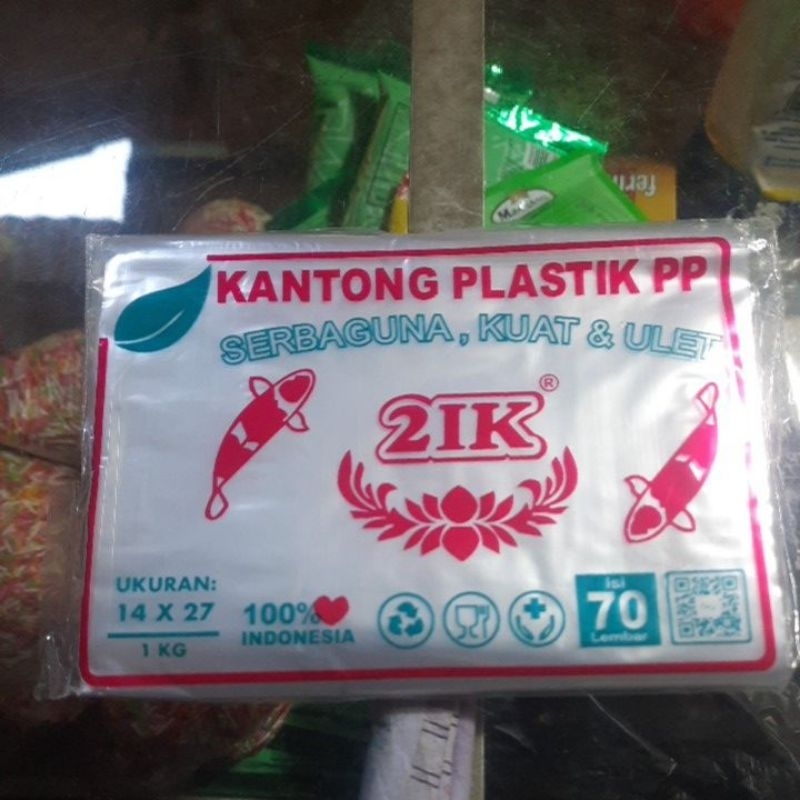 KANTONG PLASTIK PP
SERBAGUNA, KUAT & ULET
2IK®
UKURAN:
14 X 27
1 KG
100%
INDONESIA
isi
70
Lembar